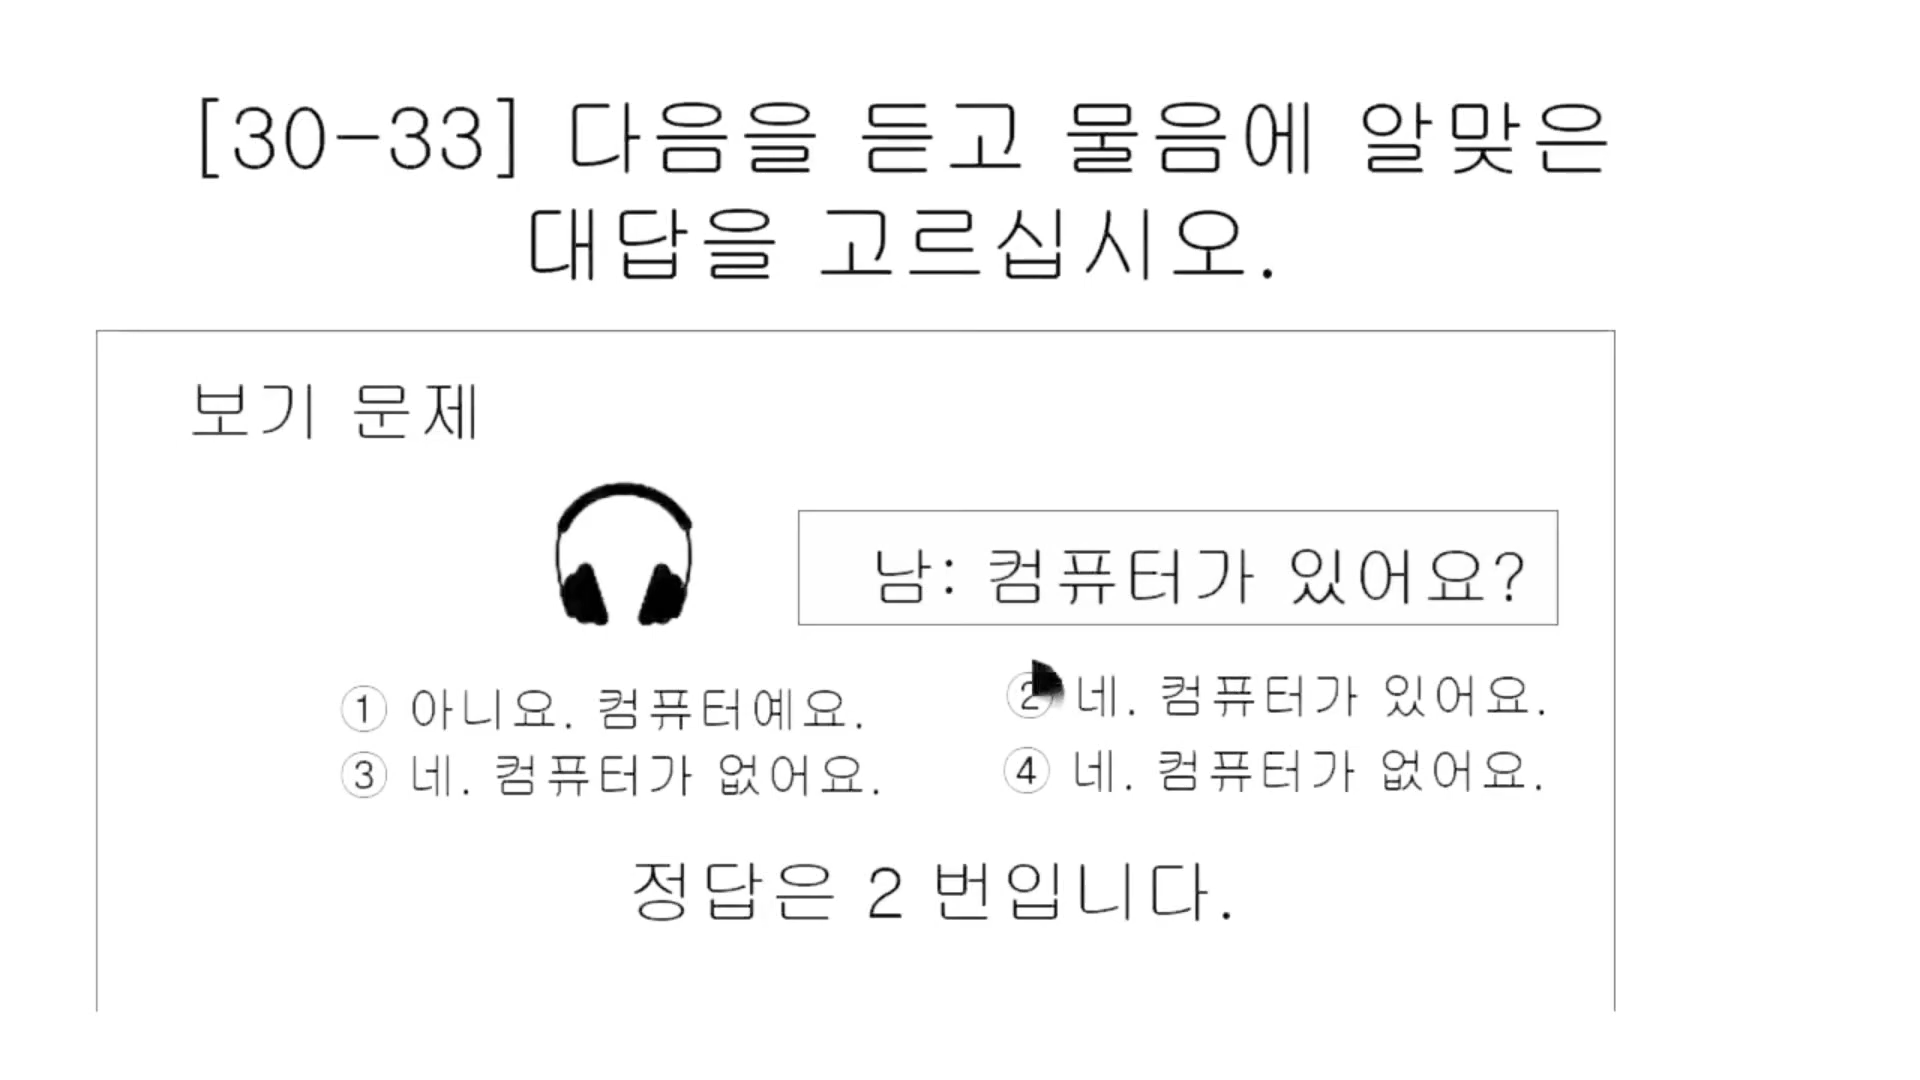 [30-33] 다음을 듣고 물음에 알맞은
대답을 고르십시오.
보기 문제
남: 컴퓨터가 있어요?
① 아니요. 컴퓨터예요.
② 네. 컴퓨터가 있어요.
③ 네. 컴퓨터가 없어요.
④ 네. 컴퓨터가 없어요.
정답은 2 번입니다.